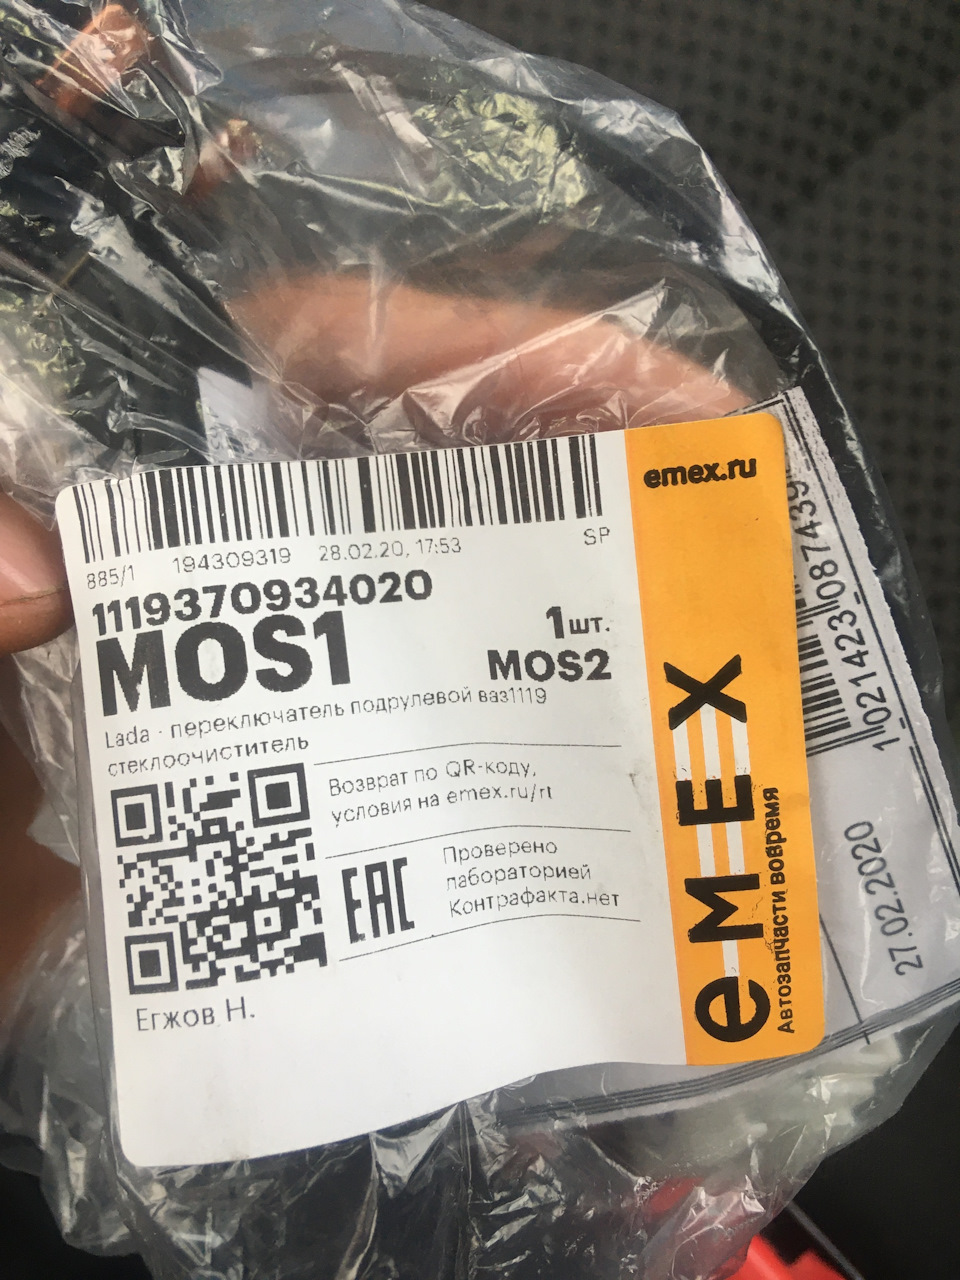 885/1 194309319 28.02.20, 17:53 SP
1119370934020
MOS1
1шт.
MOS2
Lada - переключатель подрулевой ваз1119
стеклоочиститель
Возврат по QR-коду,
условия на emex.ru/rt
EAC
Проверено
лабораторией
Контрафакта.нет
Егжов Н.
emex.ru
eMEX
Автозапчасти вовремя
1021423 087439
27.02.2020